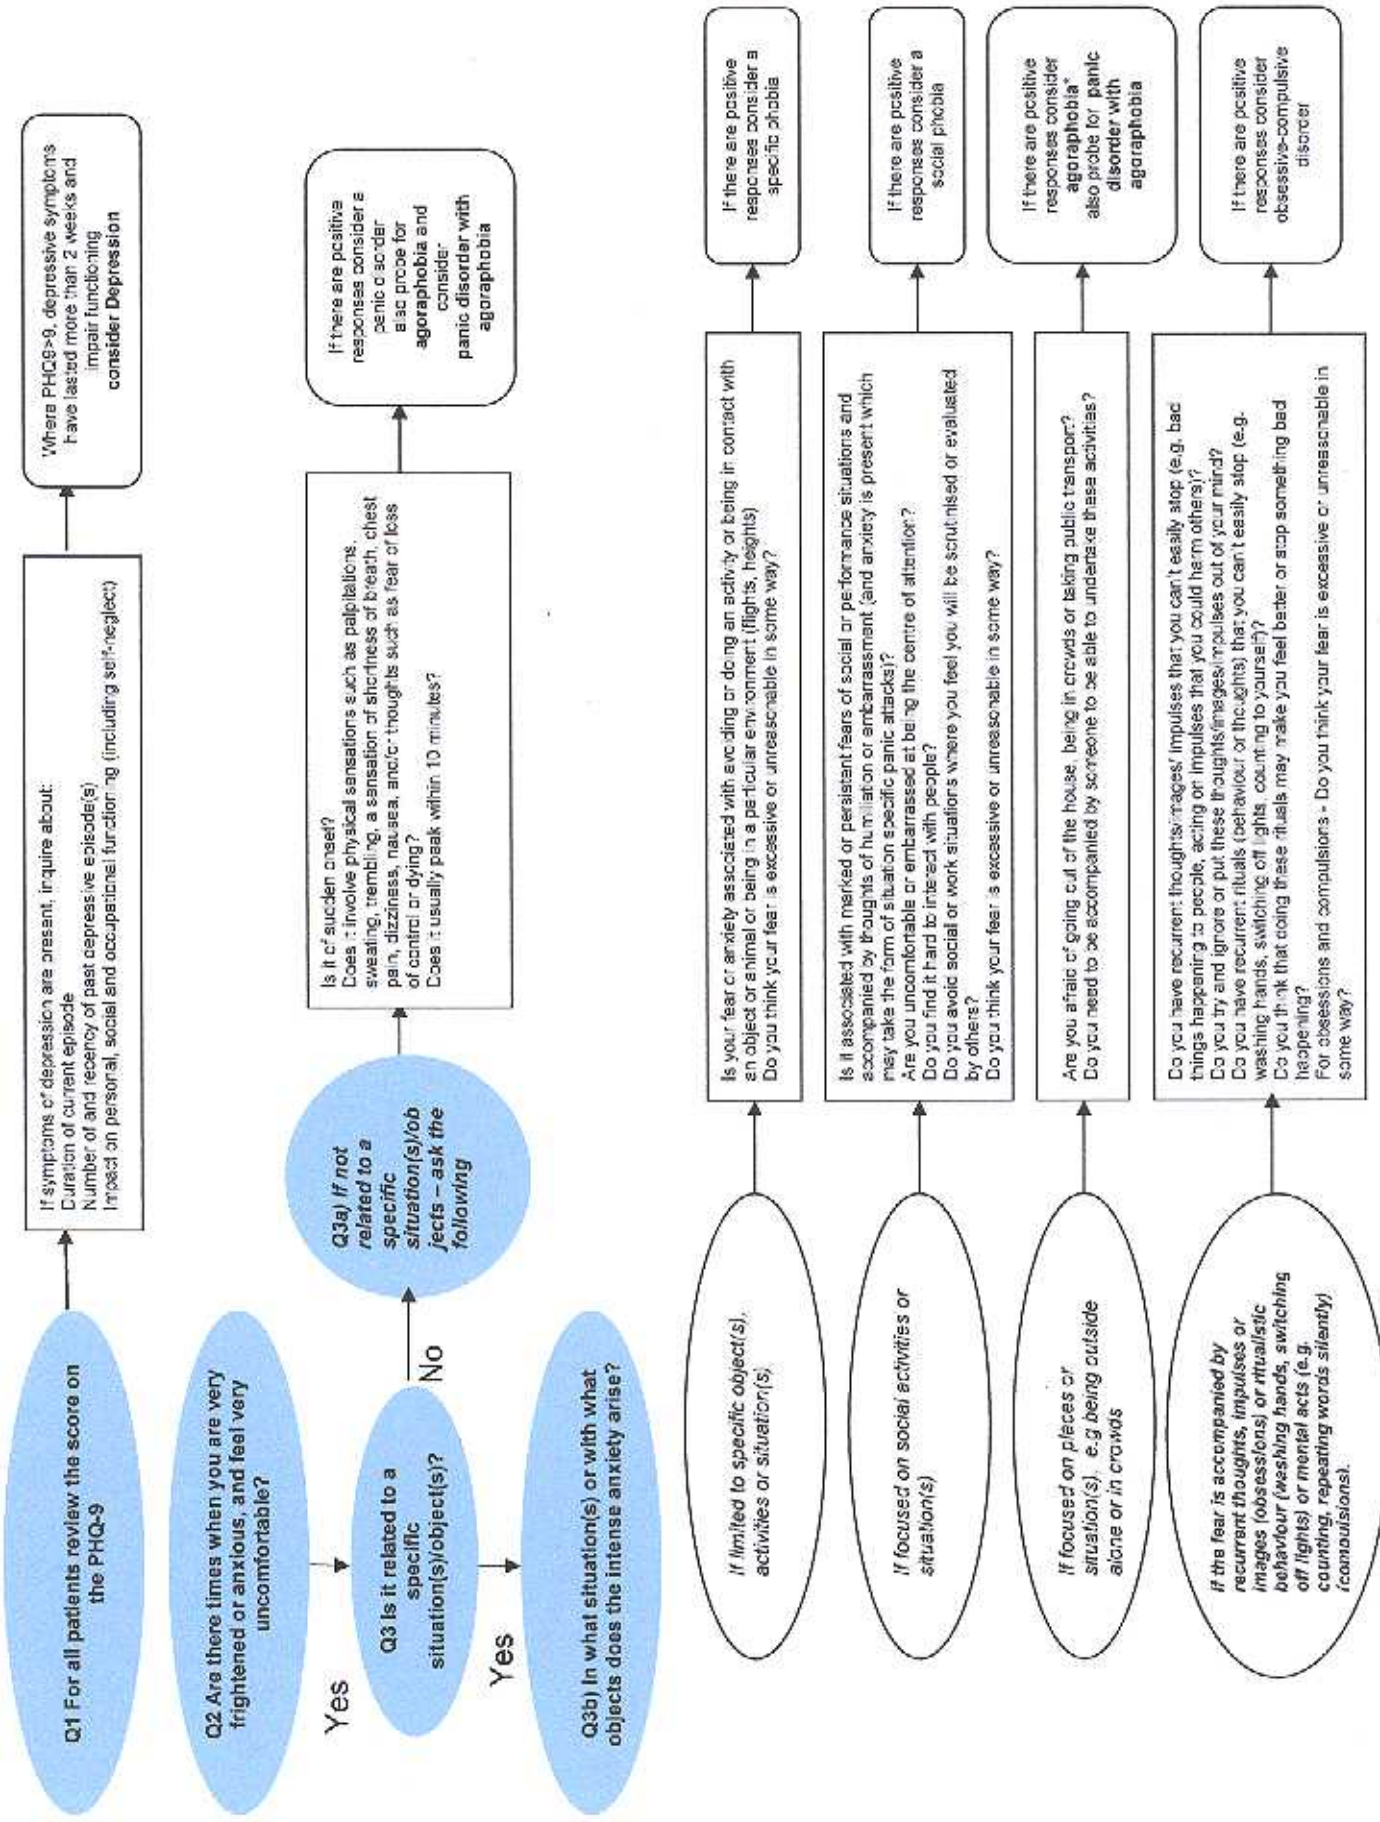 Q1 For all patients review the score on
the PHQ-9
If symptoms of depression are present, inquire about:
Duration of current episode
Number of and recency of past depressive episode(s)
Impact on personal, social and occupational functioning (including self-neglect)
Where PHQ9>9, depressive symptoms
have lasted more than 2 weeks and
impair functioning
consider Depression
Q2 Are there times when you are very
frightened or anxious, and feel very
uncomfortable?
Yes
Q3 Is it related to a
specific
situation(s)/object(s)?
No
Q3a) If not
related to a
specific
situation(s)/ob
jects – ask the
following
Is it of sudden onset?
Does it involve physical sensations such as palpitations,
sweating, trembling, a sensation of shortness of breath, chest
pain, dizziness, nausea, and/or thoughts such as fear of loss
of control or dying?
Does it usually peak within 10 minutes?
If there are positive
responses consider a
panic disorder
also probe for
agoraphobia and
consider
panic disorder with
agoraphobia
Yes
Q3b) In what situation(s) or with what
objects does the intense anxiety arise?
If limited to specific object(s),
activities or situation(s),
Is your fear or anxiety associated with avoiding or doing an activity or being in contact with
an object or animal or being in a particular environment (flights, heights)
Do you think your fear is excessive or unreasonable in some way?
If there are positive
responses consider a
specific phobia
If focused on social activities or
situation(s)
Is it associated with marked or persistent fears of social or performance situations and
accompanied by thoughts of humiliation or embarrassment (and anxiety is present which
may take the form of situation specific panic attacks)?
Are you uncomfortable or embarrassed at being the centre of attention?
Do you find it hard to interact with people?
Do you avoid social or work situations where you feel you will be scrutinised or evaluated
by others?
Do you think your fear is excessive or unreasonable in some way?
If there are positive
responses consider a
social phobia
If focused on places or
situation(s), e.g being outside
alone or in crowds
Are you afraid of going out of the house, being in crowds or taking public transport?
Do you need to be accompanied by someone to be able to undertake these activities?
If there are positive
responses consider
agoraphobia*
also probe for panic
disorder with
agoraphobia
If the fear is accompanied by
recurrent thoughts, impulses or
images (obsessions) or ritualistic
behaviour (washing hands, switching
off lights) or mental acts (e.g.
counting, repeating words silently)
(compulsions).
Do you have recurrent thoughts/images/ impulses that you can't easily stop (e.g. bad
things happening to people, acting on impulses that you could harm others)?
Do you try and ignore or put these thoughts/images/impulses out of your mind?
Do you have recurrent rituals (behaviour or thoughts) that you can't easily stop (e.g.
washing hands, switching off lights, counting to yourself)?
Do you think that doing these rituals may make you feel better or stop something bad
happening?
For obsessions and compulsions - Do you think your fear is excessive or unreasonable in
some way?
If there are positive
responses consider
obsessive-compulsive
disorder